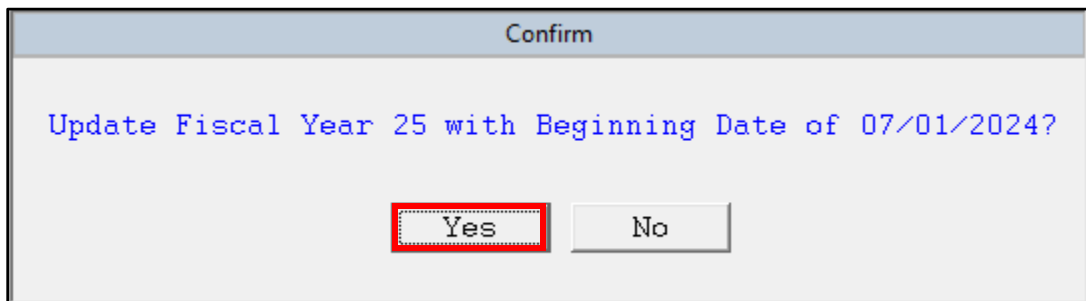 Confirm
Update Fiscal Year 25 with Beginning Date of 07/01/2024?
Yes No